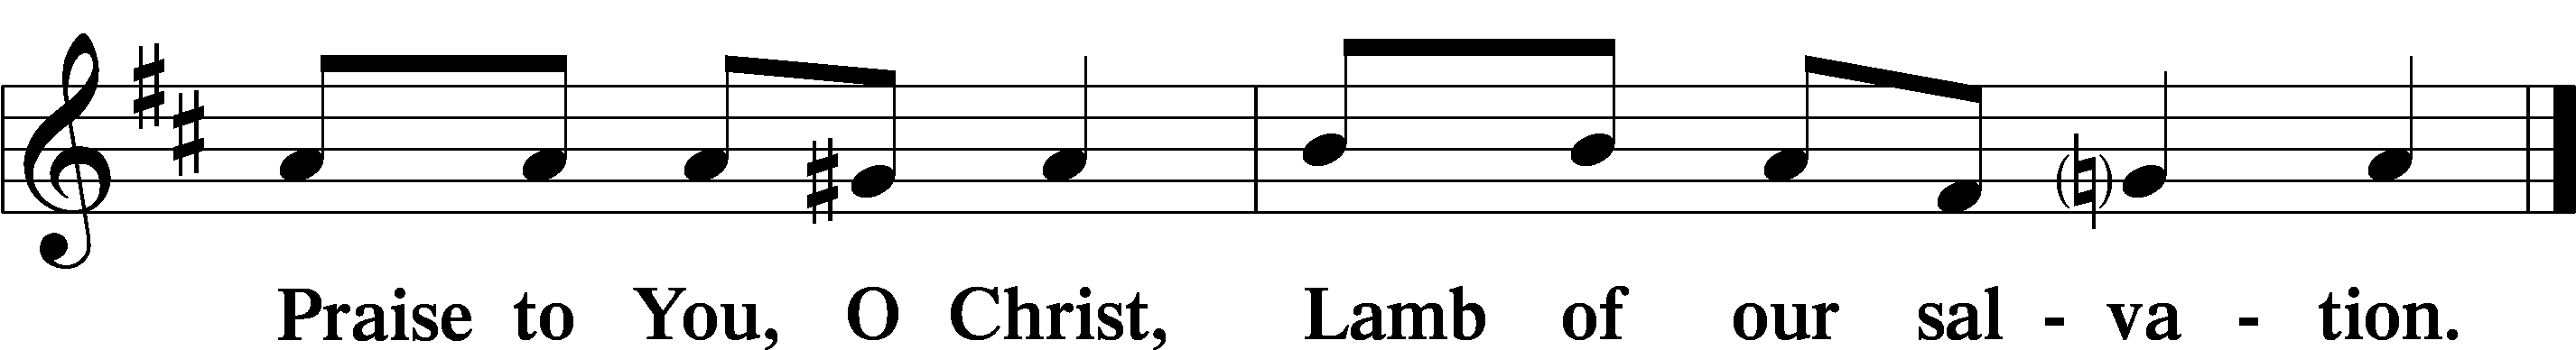 Praise to You, O Christ, Lamb of our sal - va - tion.